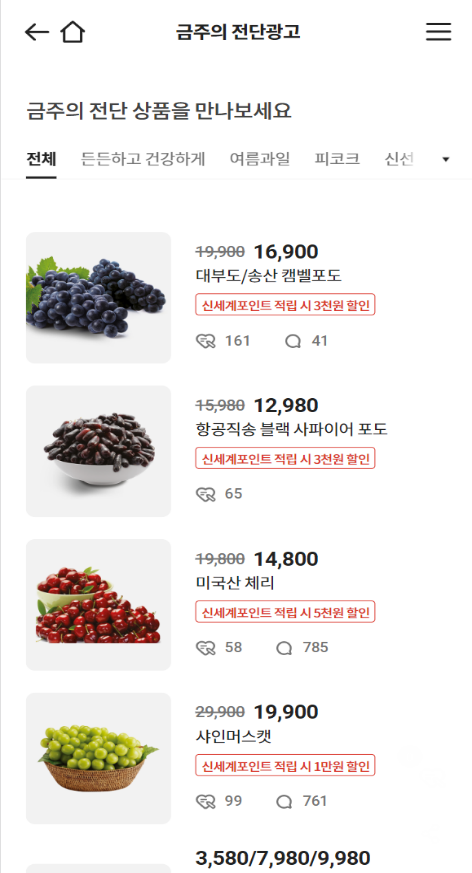 금주의 전단광고
금주의 전단 상품을 만나보세요
전체 든든하고 건강하게 여름과일 피코크 신선
19,900 16,900
대부도/송산 캠벨포도
신세계포인트 적립 시 3천원 할인
161 41
15,980 12,980
항공직송 블랙 사파이어 포도
신세계포인트 적립 시 3천원 할인
65
19,800 14,800
미국산 체리
신세계포인트 적립 시 5천원 할인
58 785
29,900 19,900
샤인머스캣
신세계포인트 적립 시 1만원 할인
99 761
3,580/7,980/9,980